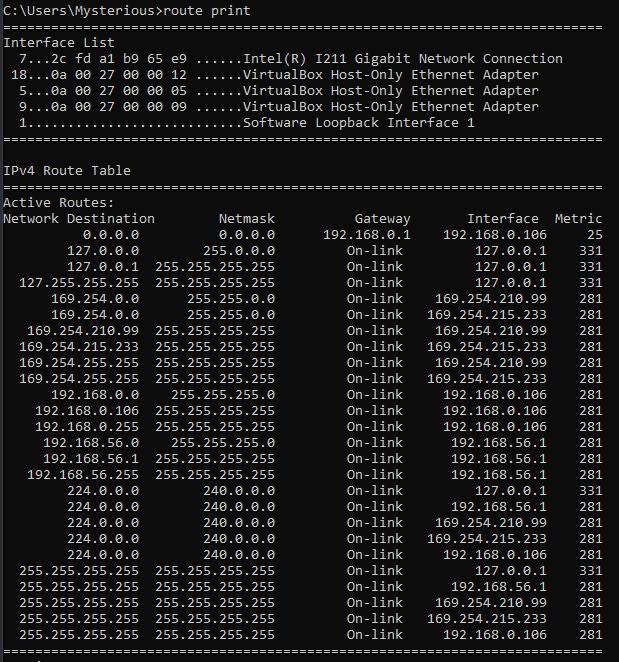 C:\Users\Mysterious>route print
===========================================================================
Interface List
  7...2c fd a1 b9 65 e9 ......Intel(R) I211 Gigabit Network Connection
 18...0a 00 27 00 00 12 ......VirtualBox Host-Only Ethernet Adapter
  5...0a 00 27 00 00 05 ......VirtualBox Host-Only Ethernet Adapter
  9...0a 00 27 00 00 09 ......VirtualBox Host-Only Ethernet Adapter
  1...........................Software Loopback Interface 1
===========================================================================
IPv4 Route Table
===========================================================================
Active Routes:
Network Destination        Netmask          Gateway       Interface  Metric
          0.0.0.0          0.0.0.0      192.168.0.1    192.168.0.106     25
        127.0.0.0        255.0.0.0         On-link         127.0.0.1    331
        127.0.0.1  255.255.255.255         On-link         127.0.0.1    331
  127.255.255.255  255.255.255.255         On-link         127.0.0.1    331
      169.254.0.0      255.255.0.0         On-link    169.254.210.99    281
      169.254.0.0      255.255.0.0         On-link   169.254.215.233    281
   169.254.210.99  255.255.255.255         On-link    169.254.210.99    281
  169.254.215.233  255.255.255.255         On-link   169.254.215.233    281
  169.254.255.255  255.255.255.255         On-link    169.254.210.99    281
  169.254.255.255  255.255.255.255         On-link   169.254.215.233    281
      192.168.0.0    255.255.255.0         On-link     192.168.0.106    281
    192.168.0.106  255.255.255.255         On-link     192.168.0.106    281
    192.168.0.255  255.255.255.255         On-link     192.168.0.106    281
     192.168.56.0    255.255.255.0         On-link      192.168.56.1    281
     192.168.56.1  255.255.255.255         On-link      192.168.56.1    281
   192.168.56.255  255.255.255.255         On-link      192.168.56.1    281
        224.0.0.0        240.0.0.0         On-link         127.0.0.1    331
        224.0.0.0        240.0.0.0         On-link      192.168.56.1    281
        224.0.0.0        240.0.0.0         On-link    169.254.210.99    281
        224.0.0.0        240.0.0.0         On-link   169.254.215.233    281
        224.0.0.0        240.0.0.0         On-link     192.168.0.106    281
  255.255.255.255  255.255.255.255         On-link         127.0.0.1    331
  255.255.255.255  255.255.255.255         On-link      192.168.56.1    281
  255.255.255.255  255.255.255.255         On-link    169.254.210.99    281
  255.255.255.255  255.255.255.255         On-link   169.254.215.233    281
  255.255.255.255  255.255.255.255         On-link     192.168.0.106    281
===========================================================================